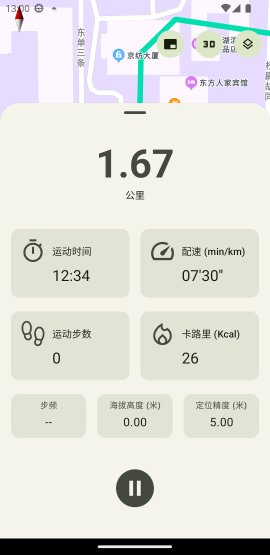 13:00
东单三条
京纺大厦
3D
东方人家宾馆
1.67
公里
运动时间
12:34
配速 (min/km)
07'30"
运动步数
0
卡路里 (Kcal)
26
步频
--
海拔高度 (米)
0.00
定位精度 (米)
5.00